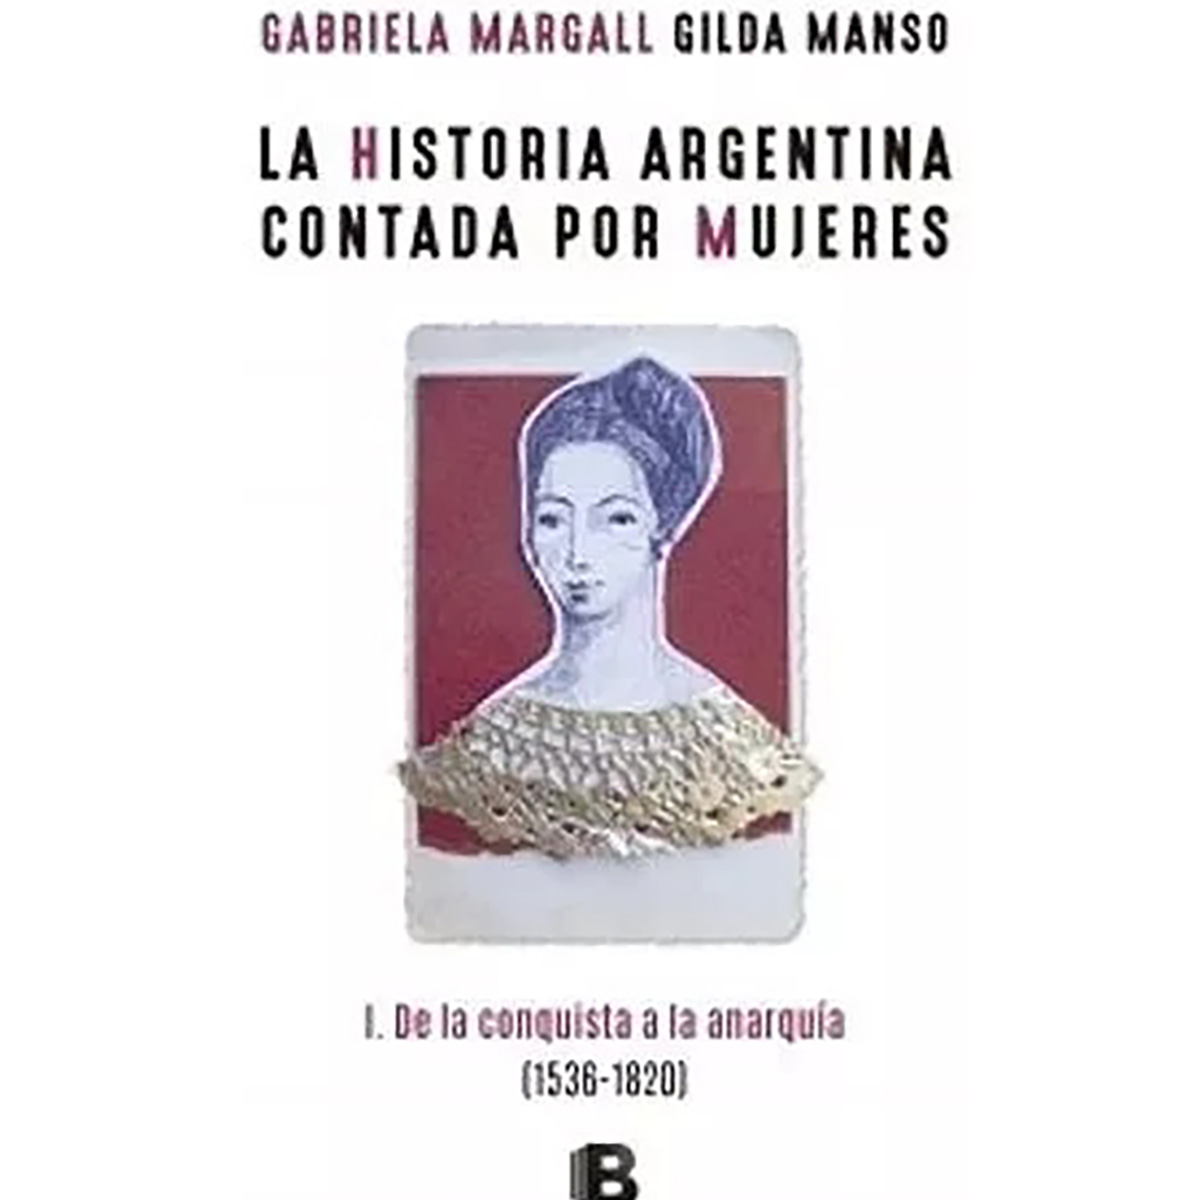 GABRIELA MARGALL GILDA MANSO
LA HISTORIA ARGENTINA
CONTADA POR MUJERES
I. De la conquista a la anarquía
(1536-1820)
B